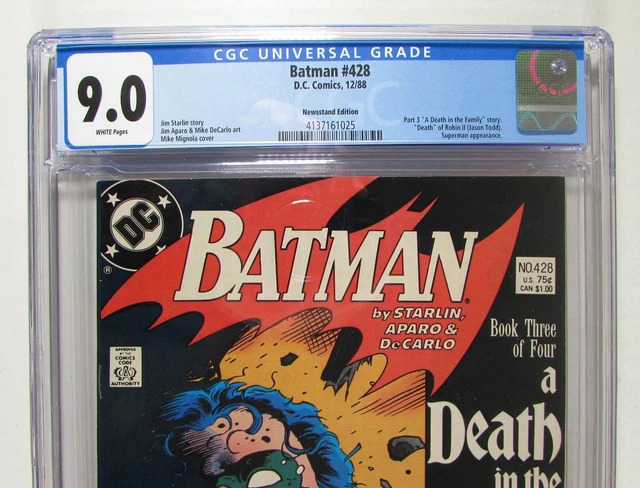 CGC UNIVERSAL GRADE
9.0
WHITE Pages
Batman #428
D.C. Comics, 12/88
Newsstand Edition
4137161025
Jim Starlin story
Jim Aparo & Mike DeCarlo art
Mike Mignola cover
Part 3 "A Death in the Family" story.
"Death" of Robin II (Jason Todd).
Superman appearance.
DC
®
BATMAN®
by STARLIN,
APARO &
DeCARLO
NO.428
U.S. 75¢
CAN $1.00
APPROVED
BY THE
COMICS
CODE
CA
AUTHORITY
Book Three
of Four
a
Death
in the